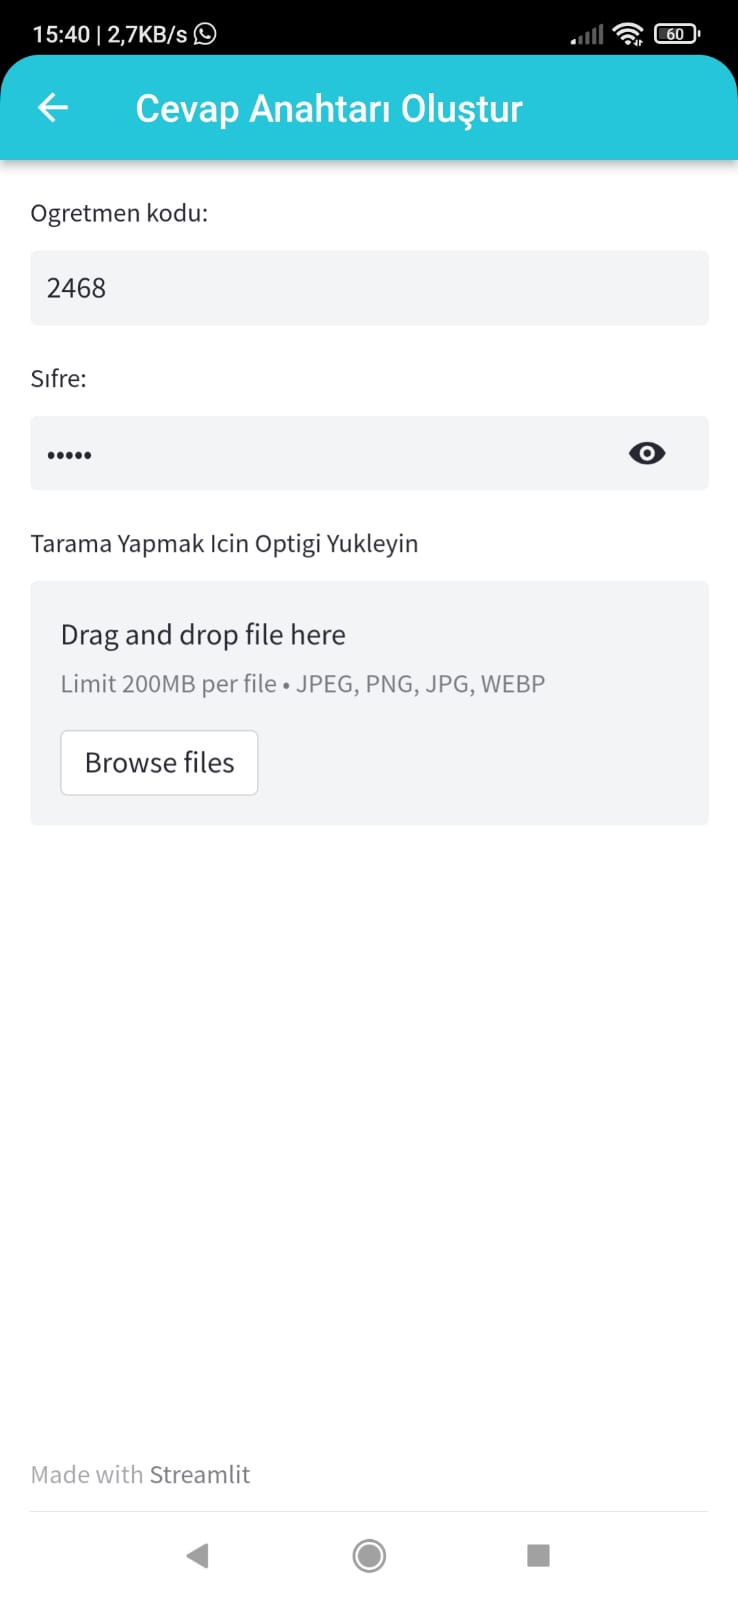 15:40 | 2,7KB/s
60
Cevap Anahtarı Oluştur
Ogretmen kodu:
2468
Sıfre:
•••••
Tarama Yapmak Icin Optigi Yukleyin
Drag and drop file here
Limit 200MB per file • JPEG, PNG, JPG, WEBP
Browse files
Made with Streamlit